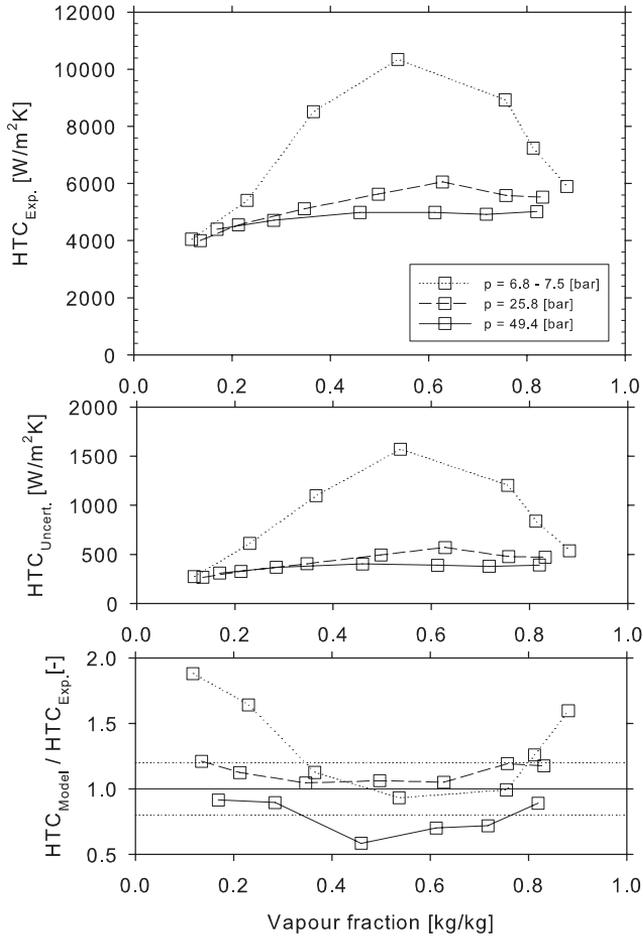 12000
10000
8000
6000
4000
2000
0
HTC_Exp. [W/m²K]
p = 6.8 - 7.5 [bar]
p = 25.8 [bar]
p = 49.4 [bar]
0.0 0.2 0.4 0.6 0.8 1.0
2000
1500
1000
500
0
HTC_Uncert. [W/m²K]
0.0 0.2 0.4 0.6 0.8 1.0
2.0
1.5
1.0
0.5
HTC_Model / HTC_Exp.[-]
0.0 0.2 0.4 0.6 0.8 1.0
Vapour fraction [kg/kg]